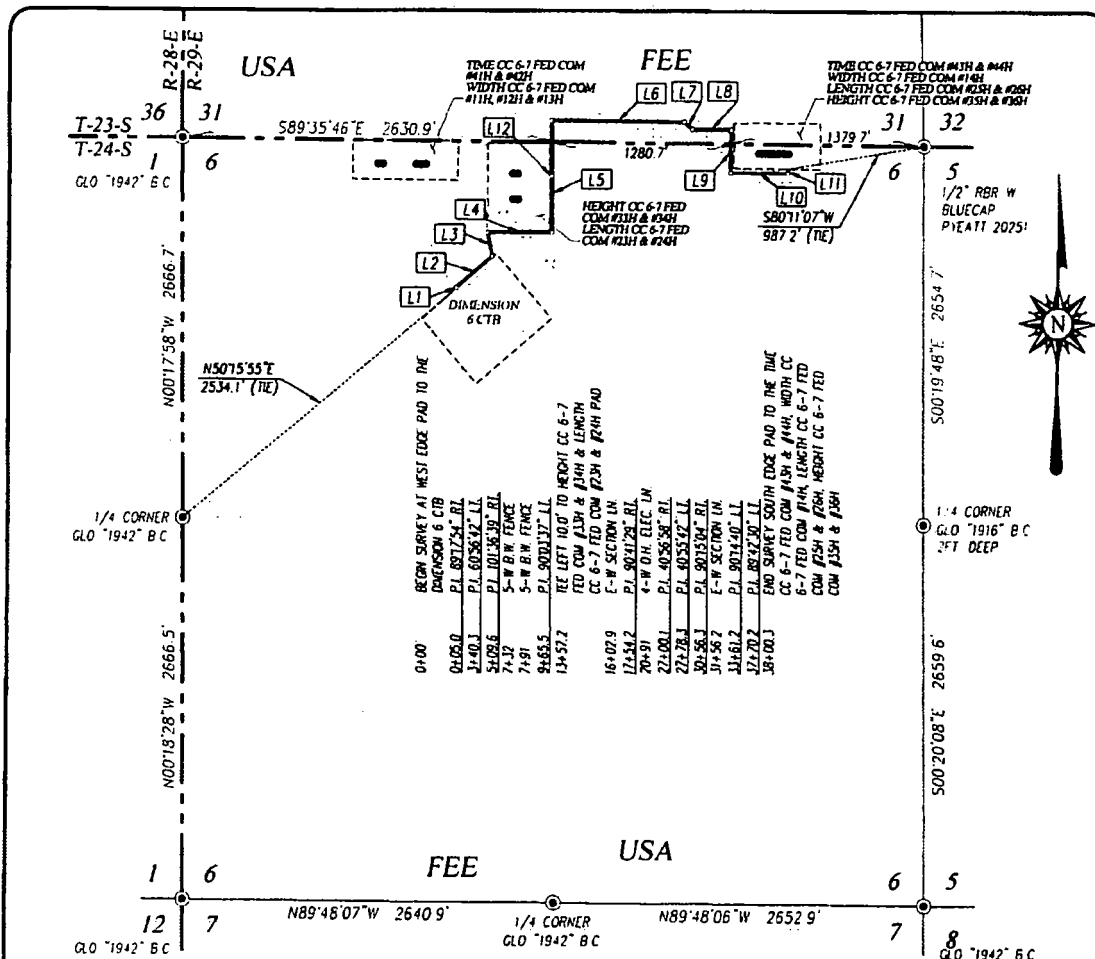 R-28-E
R-29-E
USA
FEE
TIME CC 6-7 FED COM
#41H & #42H
WIDTH CC 6-7 FED COM
#11H, #12H & #13H
TIME CC 6-7 FED COM #43H & #44H
WIDTH CC 6-7 FED COM #14H
LENGTH CC 6-7 FED COM #25H & #26H
HEIGHT CC 6-7 FED COM #35H & #36H
L6
L7
L8
L12
36
31
T-23-S
T-24-S
S89°35'46"E 2630.9'
1280.7'
1379.7'
31
32
1
6
GLO "1942" B C
L5
L9
L10
L11
6
5
1/2" RBR W
BLUECAP
PYEATT 2025!
HEIGHT CC 6-7 FED
COM #33H & #34H
LENGTH CC 6-7 FED
COM #23H & #24H
S80°11'07"W
987 2' (TIE)
L4
L3
L2
L1
DIMENSION
6 CTB
N00°17'58"W 2666.7'
S00°19'48"E 2654.7'
N
N50°15'55"E
2534.1' (TIE)
0+00 BEGIN SURVEY AT WEST EDGE PAD TO THE
DIMENSION 6 CTB
0+05.0 P.I. 89°17'54" RT.
3+40.3 P.I. 60°56'42" LT.
5+09.6 P.I. 101°36'39" RT.
7+32 5-W B.W. FENCE
7+91 5-W B.W. FENCE
9+65.5 P.I. 90°03'37" LT.
13+57.2 TEE LEFT 10.0' TO HEIGHT CC 6-7
FED COM #33H & #34H & LENGTH
CC 6-7 FED COM #23H & #24H PAD
16+02.9 E-W SECTION LN.
17+54.2 P.I. 90°41'29" RT.
20+91 4-W O.H. ELEC. LN.
22+00.1 P.I. 40°56'58" RT.
22+78.3 P.I. 40°55'42" LT.
30+56.3 P.I. 90°15'04" RT.
31+56 2 E-W SECTION LN.
33+61.2 P.I. 90°14'40" LT.
37+70.2 P.I. 89°42'30" LT.
38+00.3 END SURVEY SOUTH EDGE PAD TO THE TIME
CC 6-7 FED COM #43H & #44H, WIDTH CC
6-7 FED COM #14H, LENGTH CC 6-7 FED
COM #25H & #26H, HEIGHT CC 6-7 FED
COM #35H & #36H
1/4 CORNER
GLO "1942" B C
1/4 CORNER
GLO "1916" B C
2FT DEEP
N00°18'28"W 2666.5'
S00°20'08"E 2659.6'
FEE
USA
1
6
6
5
N89°48'07"W 2640 9'
1/4 CORNER
GLO "1942" B C
N89°48'06"W 2652 9'
12
7
GLO "1942" B C
7
8
GLO "1942" B C